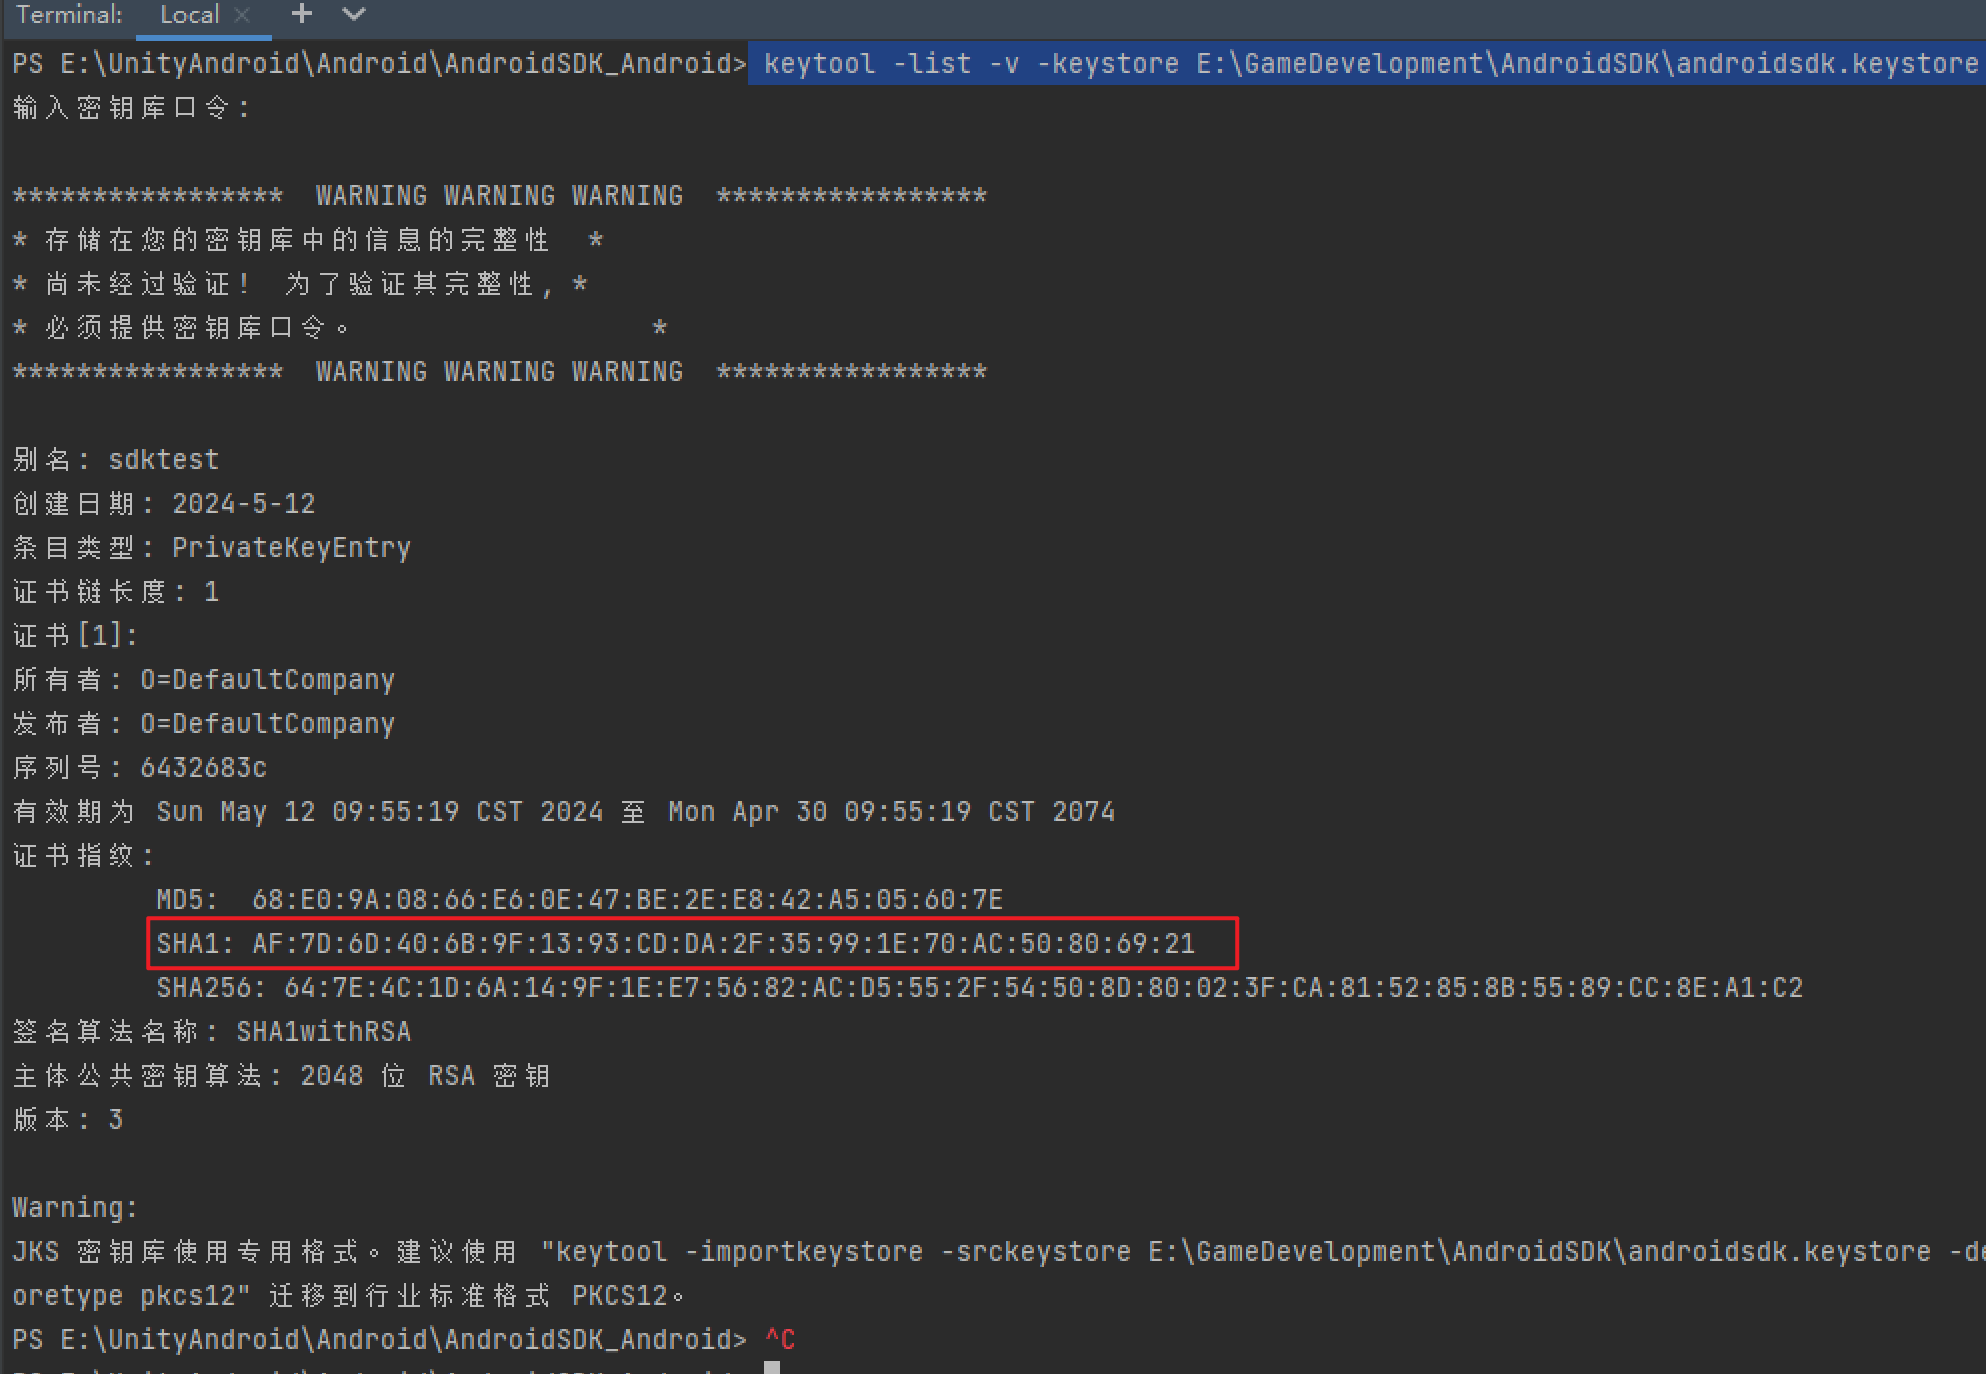 Terminal: Local × +
PS E:\UnityAndroid\Android\AndroidSDK_Android> keytool -list -v -keystore E:\GameDevelopment\AndroidSDK\androidsdk.keystore
输入密钥库口令:
***************** WARNING WARNING WARNING *****************
* 存储在您的密钥库中的信息的完整性 *
* 尚未经过验证! 为了验证其完整性, *
* 必须提供密钥库口令。 *
***************** WARNING WARNING WARNING *****************
别名: sdktest
创建日期: 2024-5-12
条目类型: PrivateKeyEntry
证书链长度: 1
证书[1]:
所有者: O=DefaultCompany
发布者: O=DefaultCompany
序列号: 6432683c
有效期为 Sun May 12 09:55:19 CST 2024 至 Mon Apr 30 09:55:19 CST 2074
证书指纹:
MD5: 68:E0:9A:08:66:E6:0E:47:BE:2E:E8:42:A5:05:60:7E
SHA1: AF:7D:6D:40:6B:9F:13:93:CD:DA:2F:35:99:1E:70:AC:50:80:69:21
SHA256: 64:7E:4C:1D:6A:14:9F:1E:E7:56:82:AC:D5:55:2F:54:50:8D:80:02:3F:CA:81:52:85:8B:55:89:CC:8E:A1:C2
签名算法名称: SHA1withRSA
主体公共密钥算法: 2048 位 RSA 密钥
版本: 3
Warning:
JKS 密钥库使用专用格式。建议使用 "keytool -importkeystore -srckeystore E:\GameDevelopment\AndroidSDK\androidsdk.keystore -de
oretype pkcs12" 迁移到行业标准格式 PKCS12。
PS E:\UnityAndroid\Android\AndroidSDK_Android> ^C